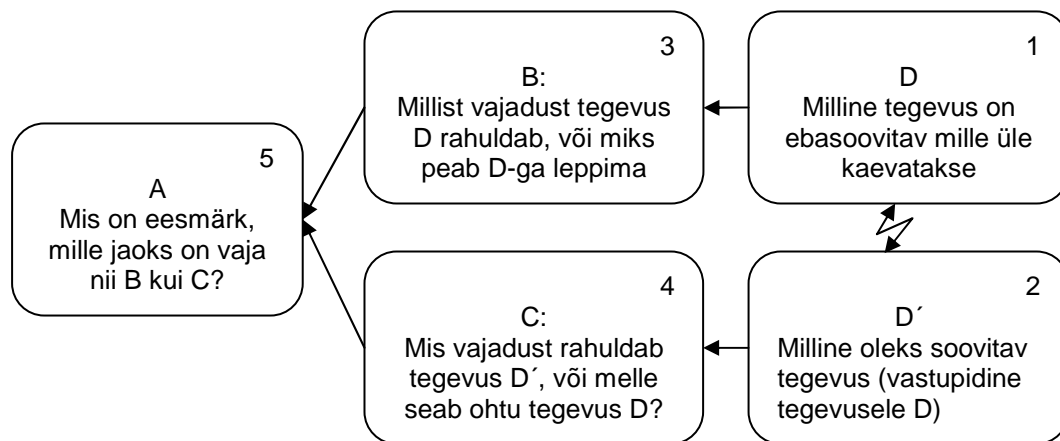 5
A
Mis on eesmärk,
mille jaoks on vaja
nii B kui C?
3
B:
Millist vajadust tegevus
D rahuldab, või miks
peab D-ga leppima
1
D
Milline tegevus on
ebasoovitav mille üle
kaevatakse
4
C:
Mis vajadust rahuldab
tegevus D´, või melle
seab ohtu tegevus D?
2
D´
Milline oleks soovitav
tegevus (vastupidine
tegevusele D)